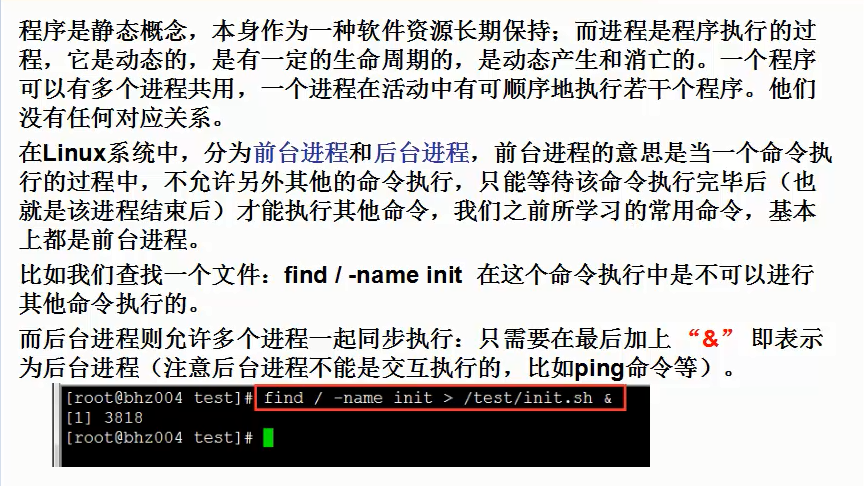 程序是静态概念，本身作为一种软件资源长期保持；而进程是程序执行的过
程，它是动态的，是有一定的生命周期的，是动态产生和消亡的。一个程序
可以有多个进程共用，一个进程在活动中有可顺序地执行若干个程序。他们
没有任何对应关系。
在Linux系统中，分为前台进程和后台进程，前台进程的意思是当一个命令执
行的过程中，不允许另外其他的命令执行，只能等待该命令执行完毕后（也
就是该进程结束后）才能执行其他命令，我们之前所学习的常用命令，基本
上都是前台进程。
比如我们查找一个文件：find / -name init 在这个命令执行中是不可以进行
其他命令执行的。
而后台进程则允许多个进程一起同步执行：只需要在最后加上“&” 即表示
为后台进程（注意后台进程不能是交互执行的，比如ping命令等）。
[root@bhz004 test]# find / -name init > /test/init.sh &
[1] 3818
[root@bhz004 test]#